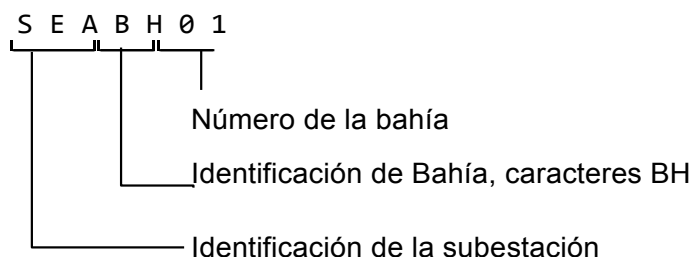 S E A B H 0 1
Número de la bahía
Identificación de Bahía, caracteres BH
Identificación de la subestación